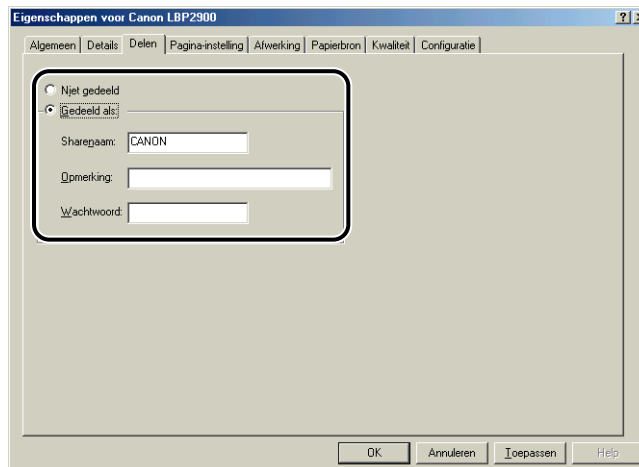 Eigenschappen voor Canon LBP2900
Algemeen Details Delen Pagina-instelling Afwerking Papierbron Kwaliteit Configuratie
Niet gedeeld
Gedeeld als:
Sharenaam: CANON
Opmerking:
Wachtwoord:
OK Annuleren Toepassen Help